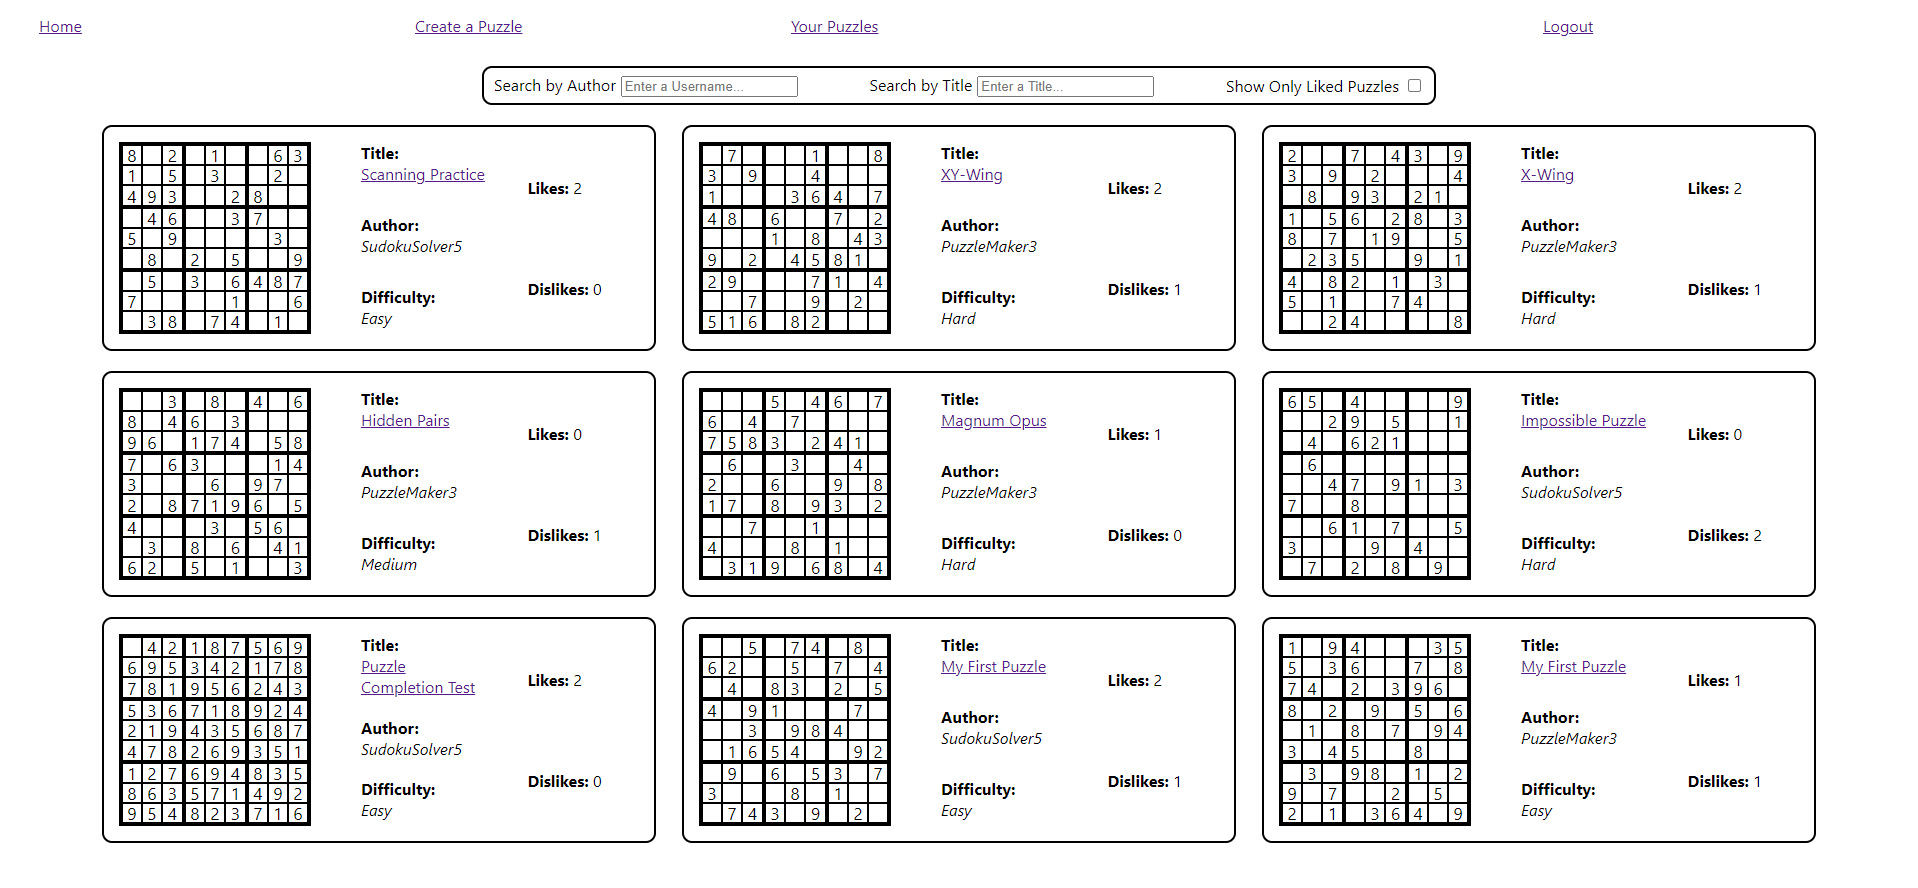 Home Create a Puzzle Your Puzzles Logout
Search by Author Enter a Username... Search by Title Enter a Title... Show Only Liked Puzzles
8 2 1 6 3
1 5 3 2
4 9 3 2 8
4 6 3 7
5 9 3
8 2 5 9
5 3 6 4 8 7
7 1 6
3 8 7 4 1
Title:
Scanning Practice
Likes: 2
Author:
SudokuSolver5
Dislikes: 0
Difficulty:
Easy
7 1 8
3 9 4
1 3 6 4 7
4 8 6 7 2
1 8 4 3
9 2 4 5 8 1
2 9 7 1 4
7 9 2
5 1 6 8 2
Title:
XY-Wing
Likes: 2
Author:
PuzzleMaker3
Dislikes: 1
Difficulty:
Hard
2 7 4 3 9
3 9 2 4
8 9 3 2 1
1 5 6 2 8 3
8 7 1 9 5
2 3 5 9 1
4 8 2 1 3
5 1 7 4
2 4 8
Title:
X-Wing
Likes: 2
Author:
PuzzleMaker3
Dislikes: 1
Difficulty:
Hard
3 8 4 6
8 4 6 3
9 6 1 7 4 5 8
7 6 3 1 4
3 6 9 7
2 8 7 1 9 6 5
4 3 5 6
3 8 6 4 1
6 2 5 1 3
Title:
Hidden Pairs
Likes: 0
Author:
PuzzleMaker3
Dislikes: 1
Difficulty:
Medium
5 4 6 7
6 4 7
7 5 8 3 2 4 1
6 3 4
2 6 9 8
1 7 8 9 3 2
7 1
4 8 1
3 1 9 6 8 4
Title:
Magnum Opus
Likes: 1
Author:
PuzzleMaker3
Dislikes: 0
Difficulty:
Hard
6 5 4 9
2 9 5 1
4 6 2 1
6
4 7 9 1 3
7 8
6 1 7 5
3 9 4
7 2 8 9
Title:
Impossible Puzzle
Likes: 0
Author:
SudokuSolver5
Dislikes: 2
Difficulty:
Hard
4 2 1 8 7 5 6 9
6 9 5 3 4 2 1 7 8
7 8 1 9 5 6 2 4 3
5 3 6 7 1 8 9 2 4
2 1 9 4 3 5 6 8 7
4 7 8 2 6 9 3 5 1
1 2 7 6 9 4 8 3 5
8 6 3 5 7 1 4 9 2
9 5 4 8 2 3 7 1 6
Title:
Puzzle
Completion Test
Likes: 2
Author:
SudokuSolver5
Dislikes: 0
Difficulty:
Easy
5 7 4 8
6 2 5 7 4
4 8 3 2 5
4 9 1 7
3 9 8 4
1 6 5 4 9 2
9 6 5 3 7
3 8 1
7 4 3 9 2
Title:
My First Puzzle
Likes: 2
Author:
SudokuSolver5
Dislikes: 1
Difficulty:
Easy
1 9 4 3 5
5 3 6 7 8
7 4 2 3 9 6
8 2 9 5 6
1 8 7 9 4
3 4 5 8
3 9 8 1 2
9 7 2 5
2 1 3 6 4 9
Title:
My First Puzzle
Likes: 1
Author:
PuzzleMaker3
Dislikes: 1
Difficulty:
Easy